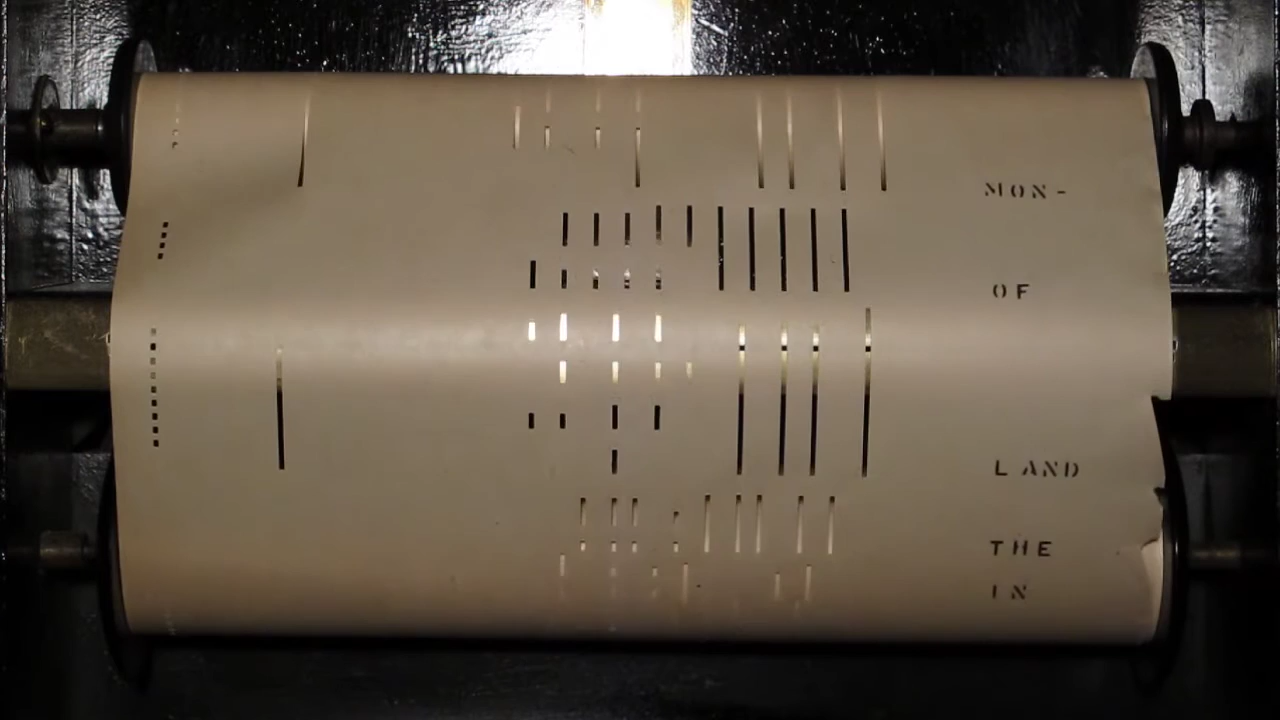 MON-
OF
LAND
THE
IN